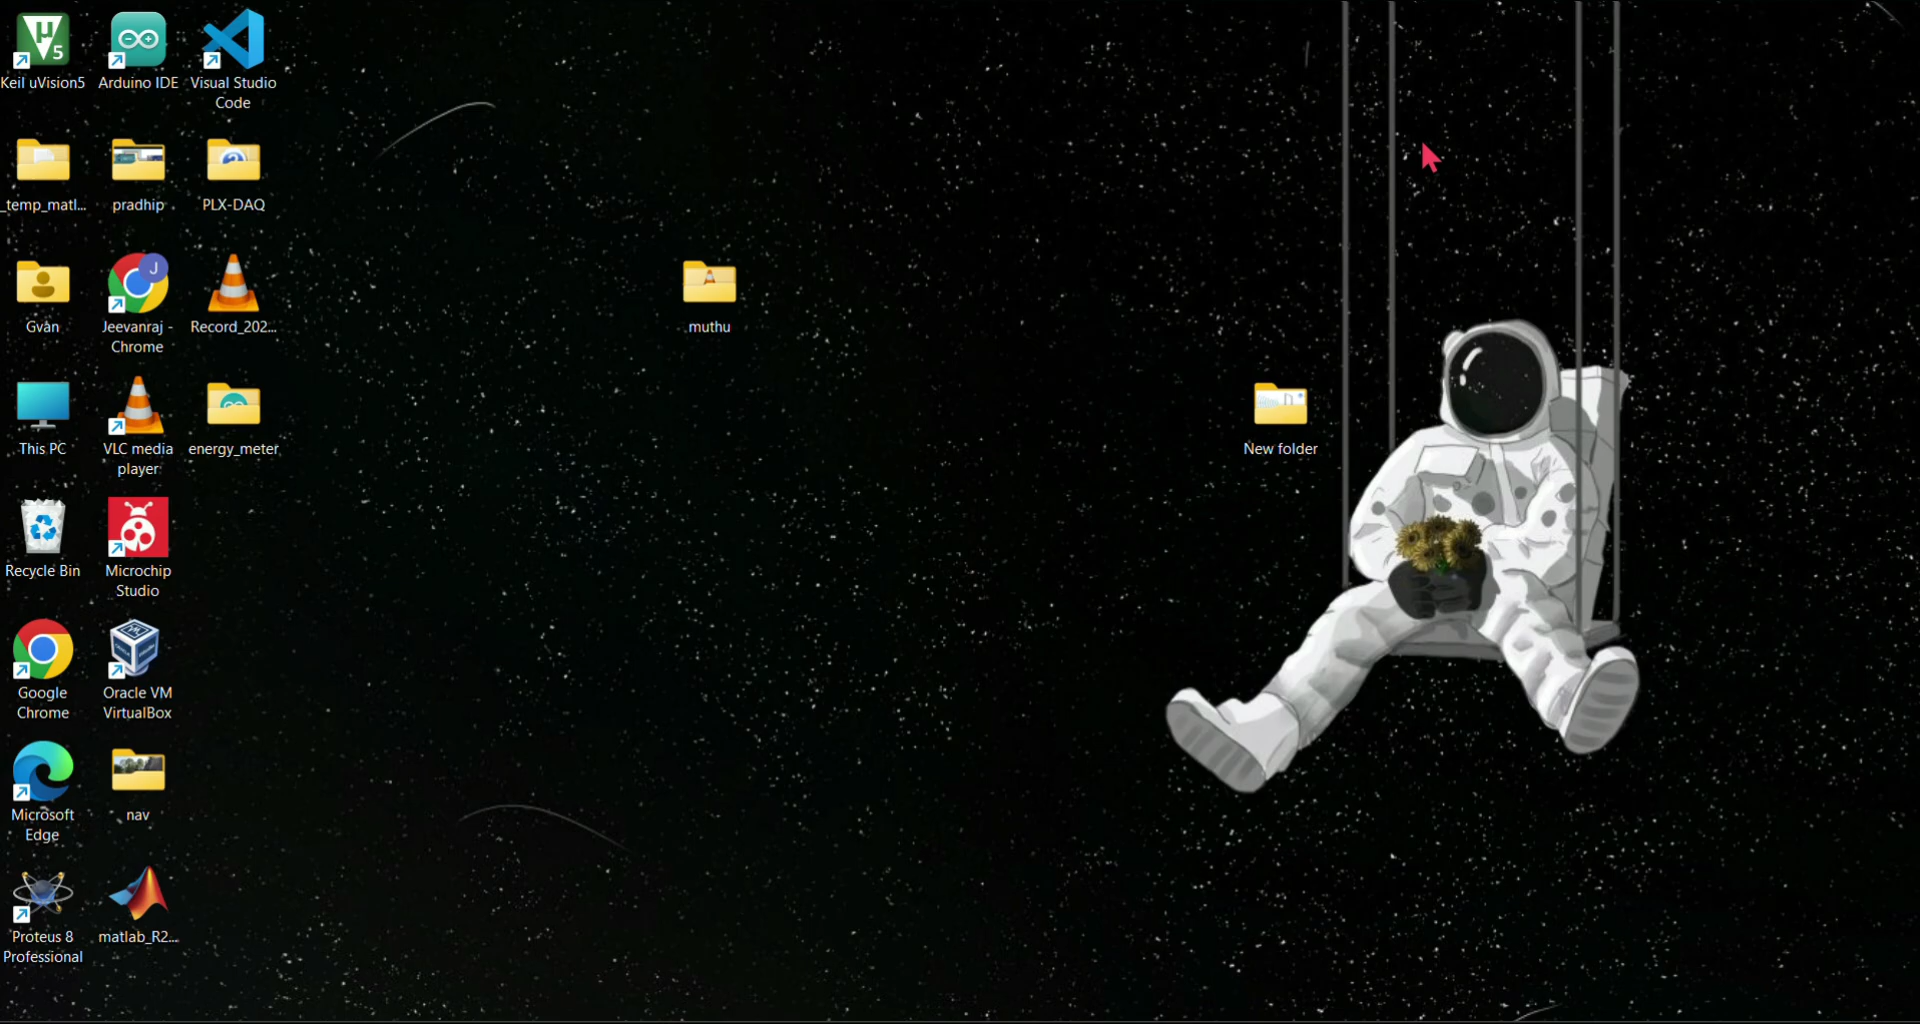 Keil uVision5
Arduino IDE
Visual Studio
Code
_temp_matl...
pradhip
PLX-DAQ
Gvan
Jeevanraj -
Chrome
Record_202...
muthu
This PC
VLC media
player
energy_meter
New folder
Recycle Bin
Microchip
Studio
Google
Chrome
Oracle VM
VirtualBox
Microsoft
Edge
nav
Proteus 8
Professional
matlab_R2...